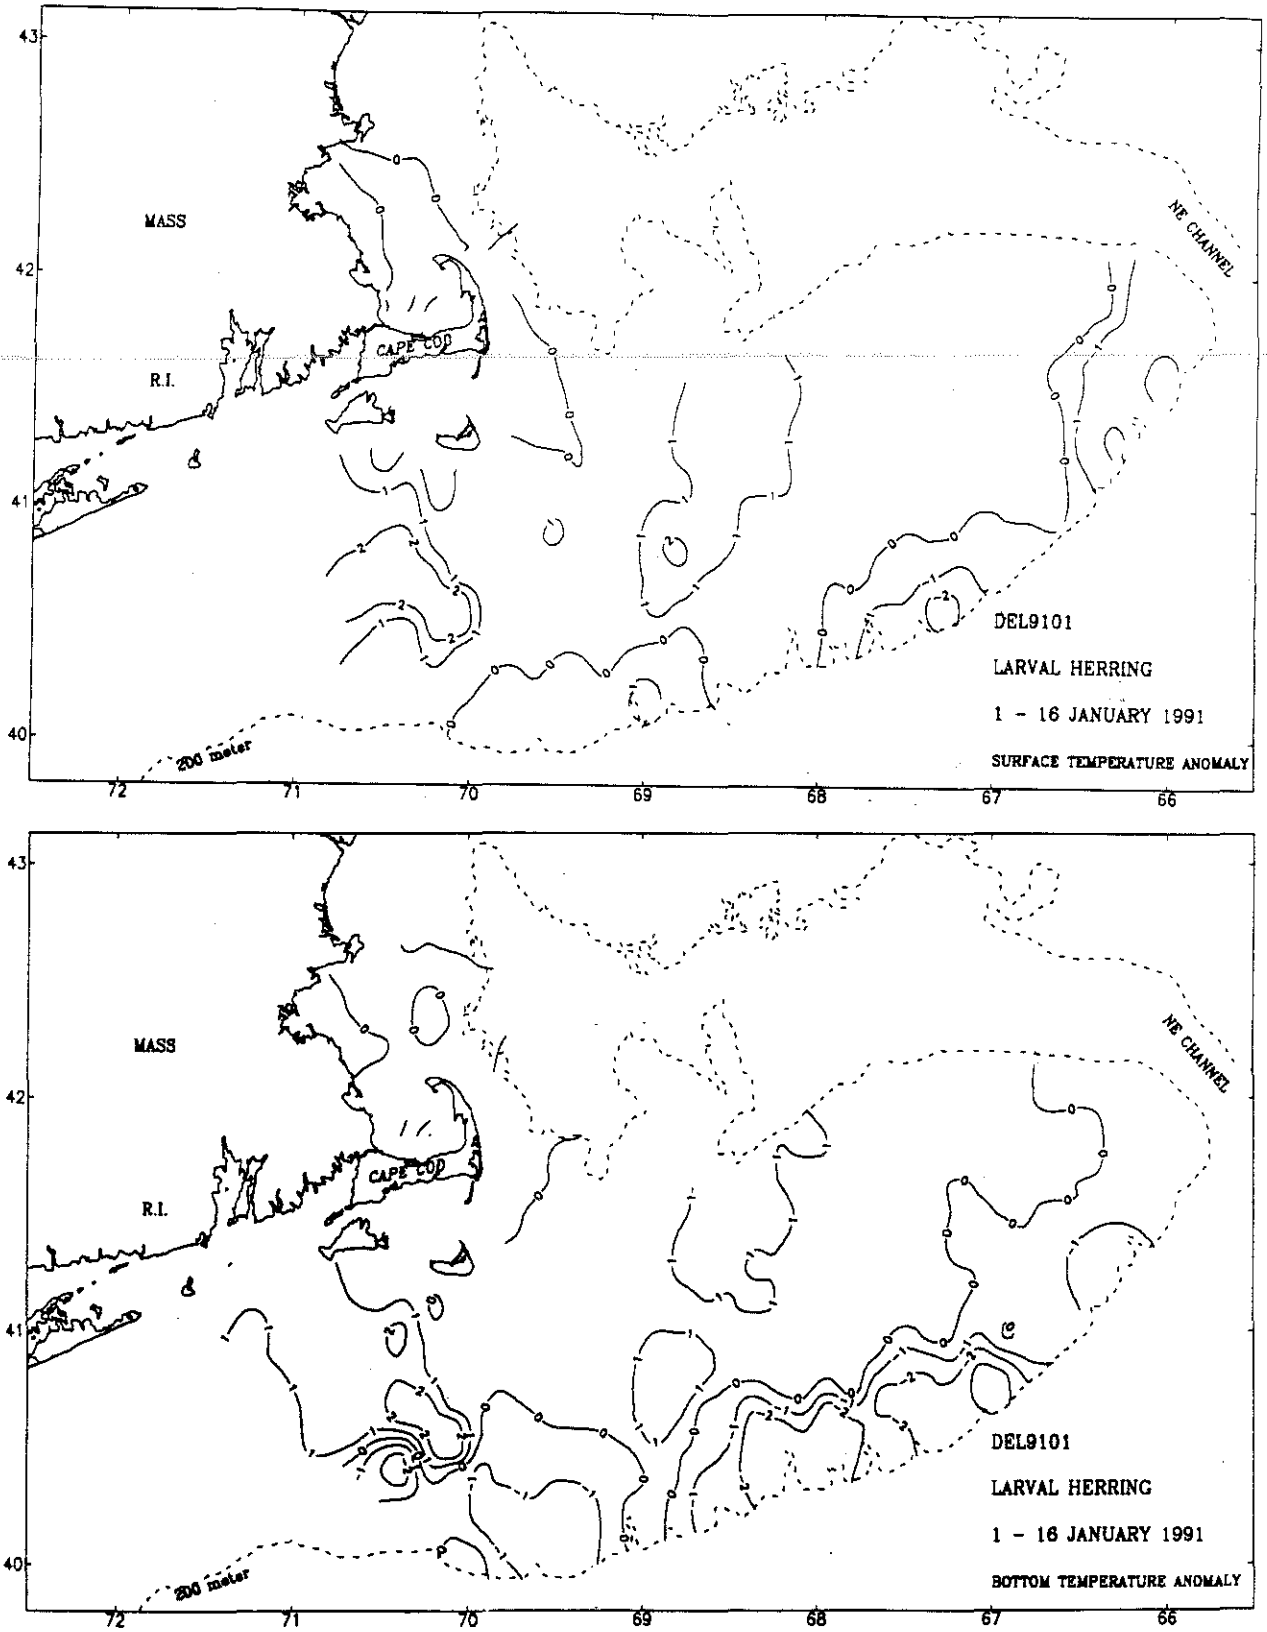 43
MASS
NE CHANNEL
42
CAPE COD
R.I.
41
DEL9101
LARVAL HERRING
1 - 16 JANUARY 1991
40
200 meter
SURFACE TEMPERATURE ANOMALY
72 71 70 69 68 67 66
43
MASS
NE CHANNEL
42
CAPE COD
R.I.
41
DEL9101
LARVAL HERRING
1 - 16 JANUARY 1991
40
200 meter
BOTTOM TEMPERATURE ANOMALY
72 71 70 69 68 67 66